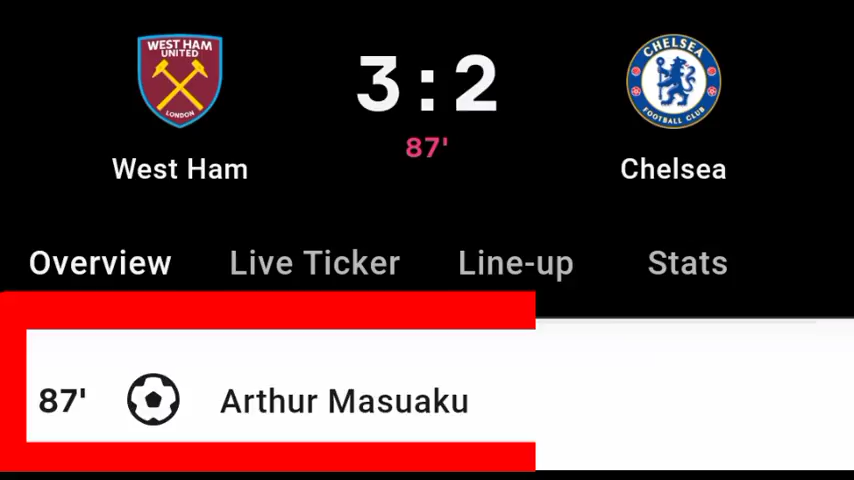 WEST HAM
UNITED
LONDON
3:2
CHELSEA
FOOTBALL CLUB
87'
West Ham
Chelsea
Overview Live Ticker Line-up Stats
87' Arthur Masuaku